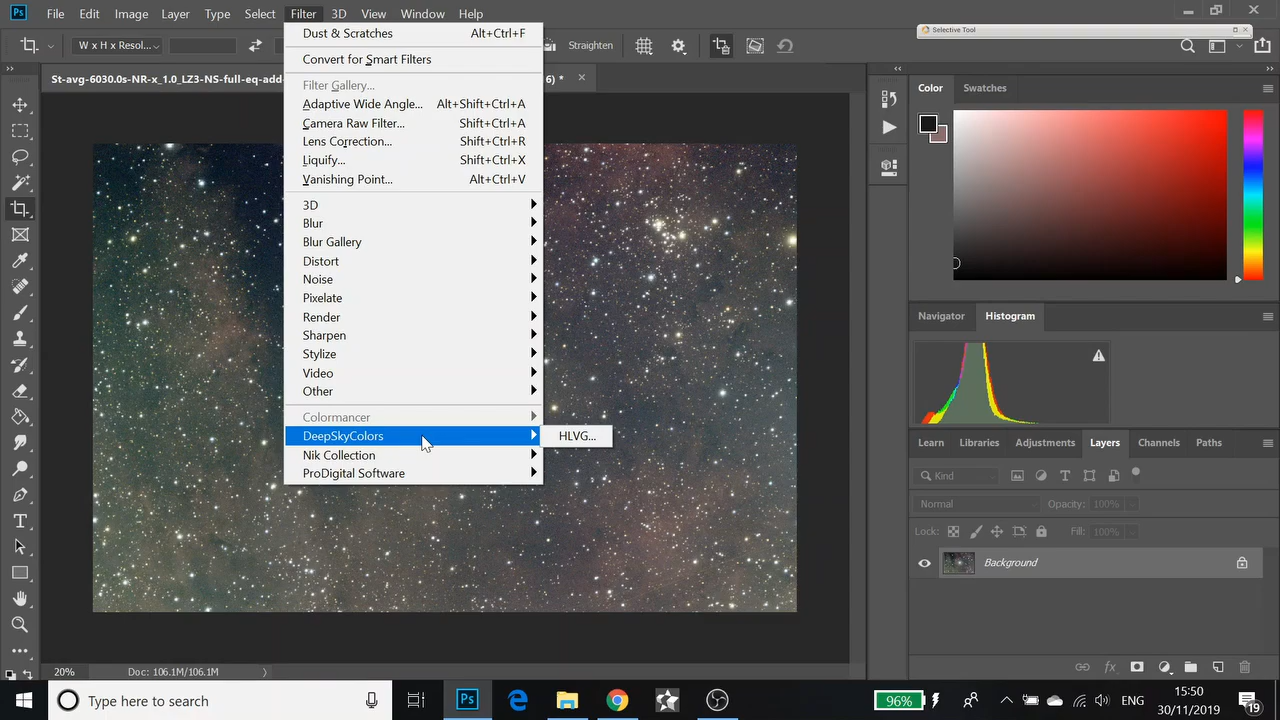 Ps File Edit Image Layer Type Select Filter 3D View Window Help
W x H x Resol... Straighten
Selective Tool
St-avg-6030.0s-NR-x_1.0_LZ3-NS-full-eq-add- 6) *
Dust & Scratches Alt+Ctrl+F
Convert for Smart Filters
Filter Gallery...
Adaptive Wide Angle... Alt+Shift+Ctrl+A
Camera Raw Filter... Shift+Ctrl+A
Lens Correction... Shift+Ctrl+R
Liquify... Shift+Ctrl+X
Vanishing Point... Alt+Ctrl+V
3D
Blur
Blur Gallery
Distort
Noise
Pixelate
Render
Sharpen
Stylize
Video
Other
Colormancer
DeepSkyColors
HLVG...
Nik Collection
ProDigital Software
Color Swatches
Navigator Histogram
Learn Libraries Adjustments Layers Channels Paths
Kind
Normal Opacity: 100%
Lock: Fill: 100%
Background
20% Doc: 106.1M/106.1M
Type here to search
Ps
96%
ENG
15:50
30/11/2019
19